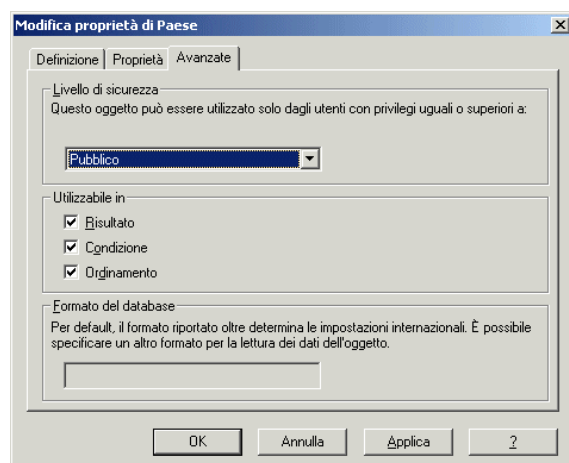 Modifica proprietà di Paese
Definizione Proprietà Avanzate
Livello di sicurezza
Questo oggetto può essere utilizzato solo dagli utenti con privilegi uguali o superiori a:
Pubblico
Utilizzabile in
Risultato
Condizione
Ordinamento
Formato del database
Per default, il formato riportato oltre determina le impostazioni internazionali. È possibile
specificare un altro formato per la lettura dei dati dell'oggetto.
OK Annulla Applica ?